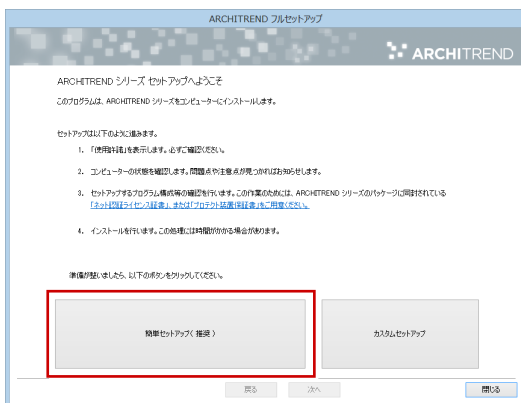 ARCHITREND フルセットアップ
ARCHITREND
ARCHITREND シリーズ セットアップへようこそ
このプログラムは、ARCHITREND シリーズをコンピューターにインストールします。
セットアップは以下のように進みます。
1. 「使用許諾」を表示します。必ずご確認ください。
2. コンピューターの状態を確認します。問題点や注意点が見つかればお知らせします。
3. セットアップするプログラム構成等の確認を行います。この作業のためには、ARCHITREND シリーズのパッケージに同封されている
「ネット認証ライセンス証書」、または「プロテクト装置保証書」をご用意ください。
4. インストールを行います。この処理には時間がかかる場合があります。
準備が整いましたら、以下のボタンをクリックしてください。
簡単セットアップ( 推奨 )
カスタムセットアップ
戻る
次へ
閉じる